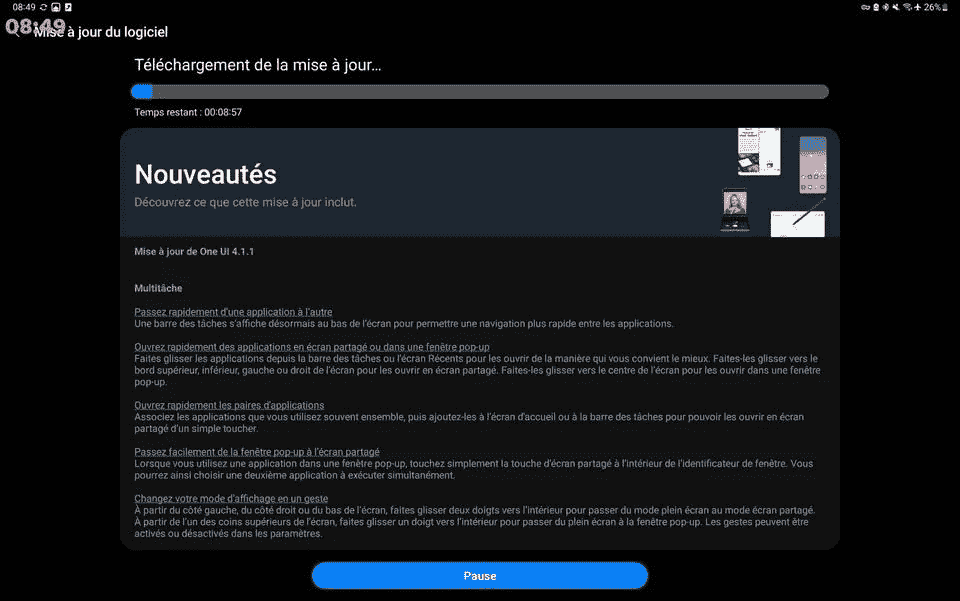 08:49
26%
08:49
Mise à jour du logiciel
Téléchargement de la mise à jour...
Temps restant : 00:08:57
Nouveautés
Découvrez ce que cette mise à jour inclut.
Mise à jour de One UI 4.1.1
Multitâche
Passez rapidement d'une application à l'autre
Une barre des tâches s'affiche désormais au bas de l'écran pour permettre une navigation plus rapide entre les applications.
Ouvrez rapidement des applications en écran partagé ou dans une fenêtre pop-up
Faites glisser les applications depuis la barre des tâches ou l'écran Récents pour les ouvrir de la manière qui vous convient le mieux. Faites-les glisser vers le
bord supérieur, inférieur, gauche ou droit de l'écran pour les ouvrir en écran partagé. Faites-les glisser vers le centre de l'écran pour les ouvrir dans une fenêtre
pop-up.
Ouvrez rapidement les paires d'applications
Associez les applications que vous utilisez souvent ensemble, puis ajoutez-les à l'écran d'accueil ou à la barre des tâches pour pouvoir les ouvrir en écran
partagé d'un simple toucher.
Passez facilement de la fenêtre pop-up à l'écran partagé
Lorsque vous utilisez une application dans une fenêtre pop-up, touchez simplement la touche d'écran partagé à l'intérieur de l'identificateur de fenêtre. Vous
pourrez ainsi choisir une deuxième application à exécuter simultanément.
Changez votre mode d'affichage en un geste
À partir du côté gauche, du côté droit ou du bas de l'écran, faites glisser deux doigts vers l'intérieur pour passer du mode plein écran au mode écran partagé.
À partir de l'un des coins supérieurs de l'écran, faites glisser un doigt vers l'intérieur pour passer du plein écran à la fenêtre pop-up. Les gestes peuvent être
activés ou désactivés dans les paramètres.
Pause